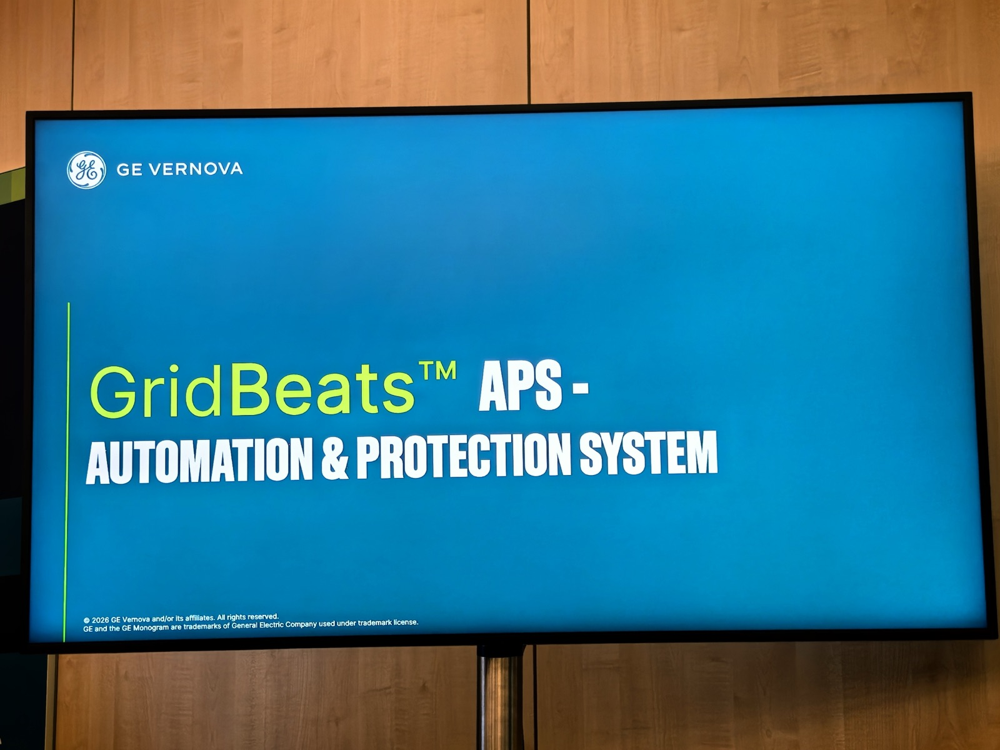 GE VERNOVA
GridBeats™ APS -
AUTOMATION & PROTECTION SYSTEM
© 2026 GE Vernova and/or its affiliates. All rights reserved.
GE and the GE Monogram are trademarks of General Electric Company used under trademark license.